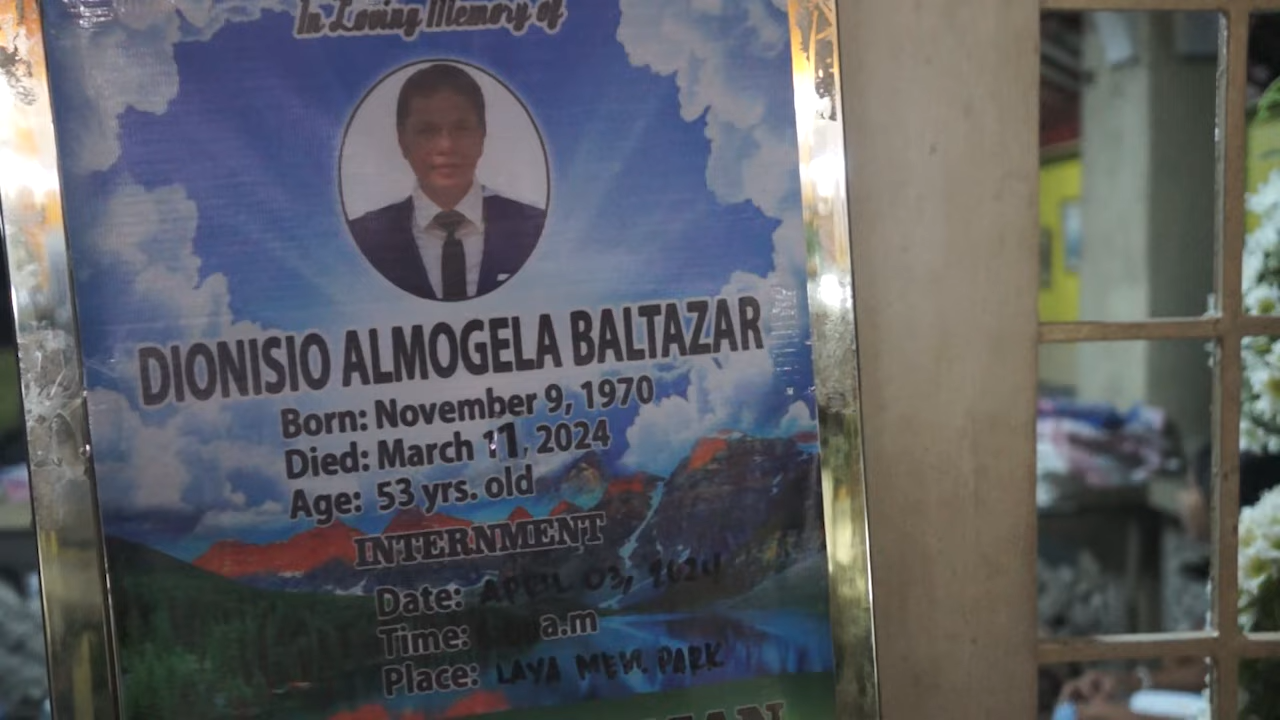 In Loving Memory of
DIONISIO ALMOGELA BALTAZAR
Born: November 9, 1970
Died: March 11, 2024
Age: 53 yrs. old
INTERNMENT
Date: APRIL 03, 2024
Time: a.m
Place: LAYA MEM. PARK